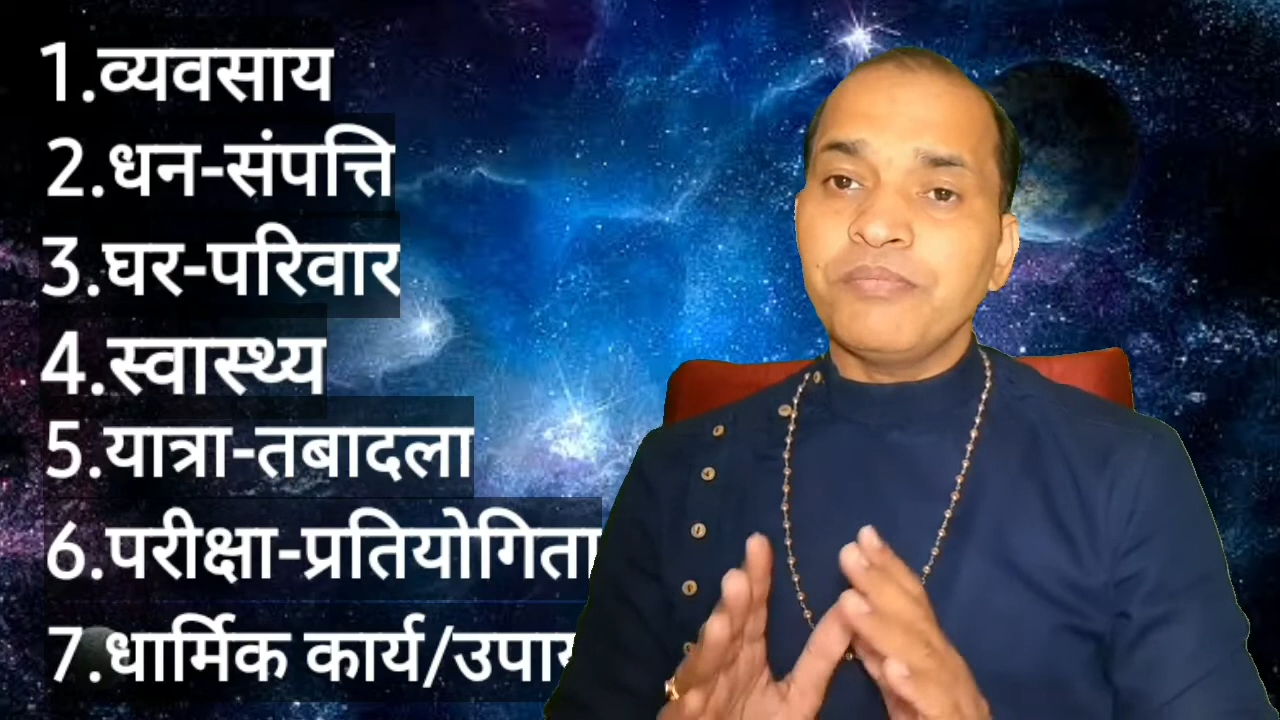 1.व्यवसाय
2.धन-संपत्ति
3.घर-परिवार
4.स्वास्थ्य
5.यात्रा-तबादला
6.परीक्षा-प्रतियोगिता
7.धार्मिक कार्य/